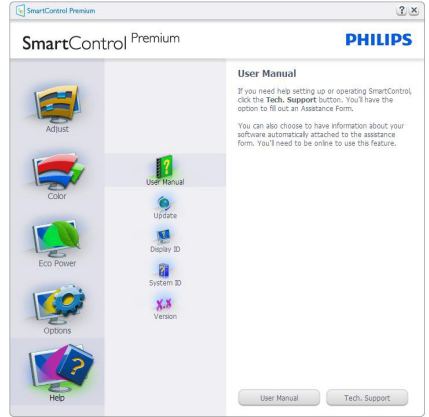 SmartControl Premium
SmartControl Premium
PHILIPS
Adjust
Color
Eco Power
Options
Help
User Manual
Update
Display ID
System ID
X.X
Version
User Manual
If you need help setting up or operating SmartControl,
click the Tech. Support button. You'll have the
option to fill out an Assistance Form.
You can also choose to have information about your
software automatically attached to the assistance
form. You'll need to be online to use this feature.
User Manual
Tech. Support